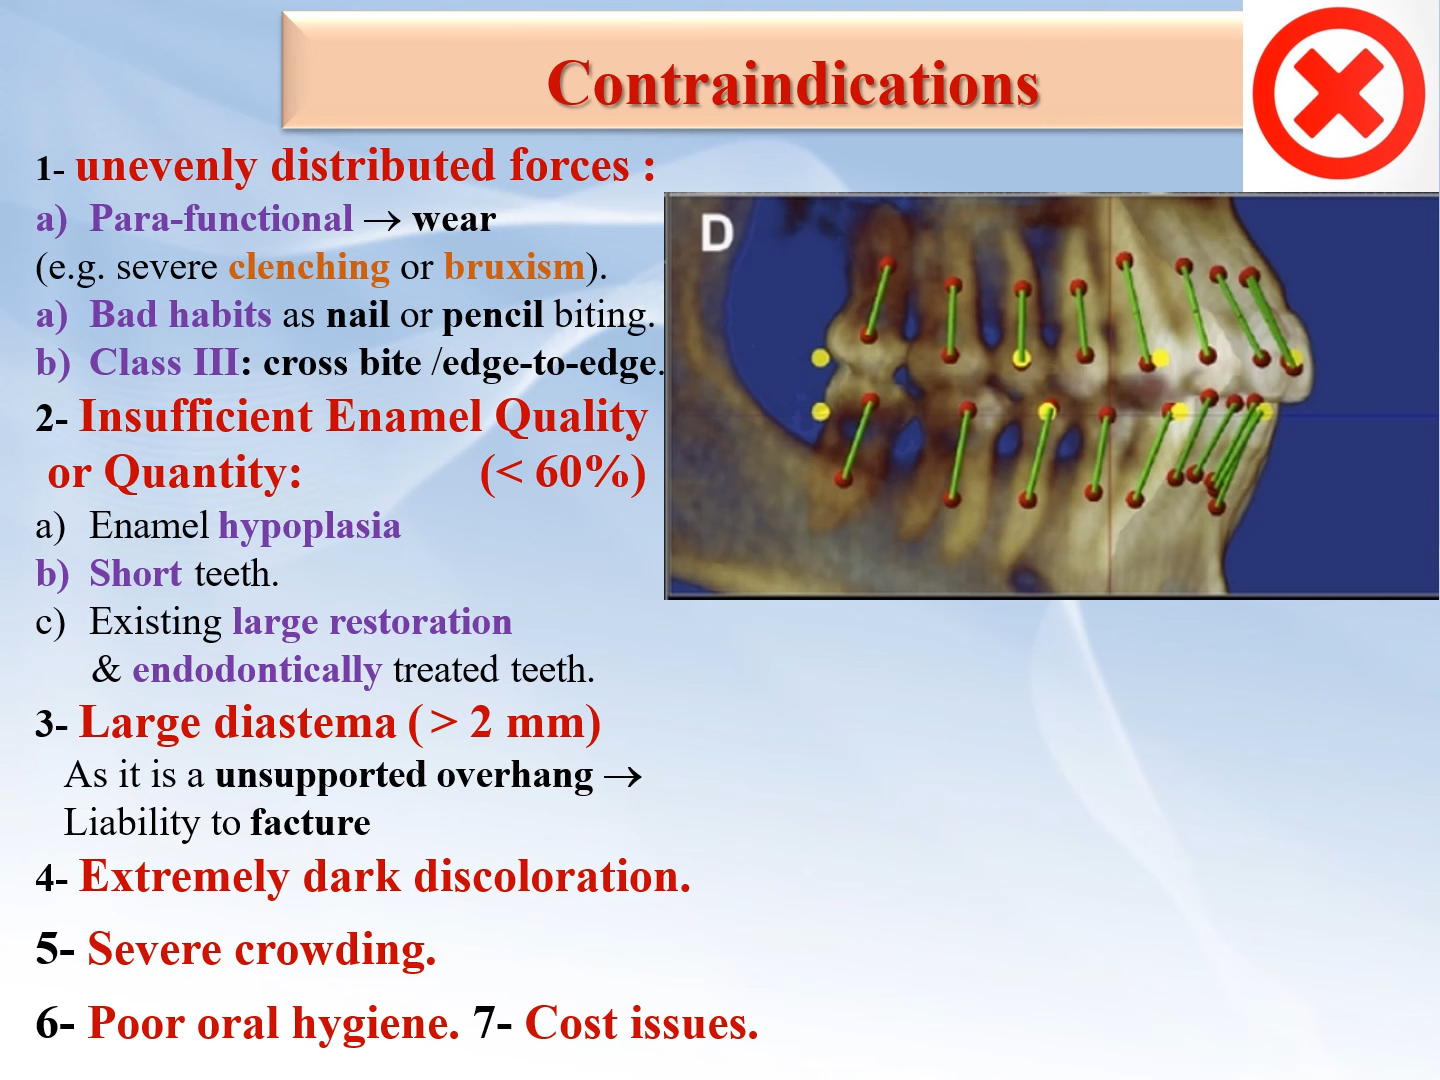 Contraindications
1- unevenly distributed forces :
a) Para-functional → wear
(e.g. severe clenching or bruxism).
a) Bad habits as nail or pencil biting.
b) Class III: cross bite /edge-to-edge.
2- Insufficient Enamel Quality
or Quantity: (< 60%)
a) Enamel hypoplasia
b) Short teeth.
c) Existing large restoration
& endodontically treated teeth.
3- Large diastema ( > 2 mm)
As it is a unsupported overhang →
Liability to facture
4- Extremely dark discoloration.
5- Severe crowding.
6- Poor oral hygiene. 7- Cost issues.
D